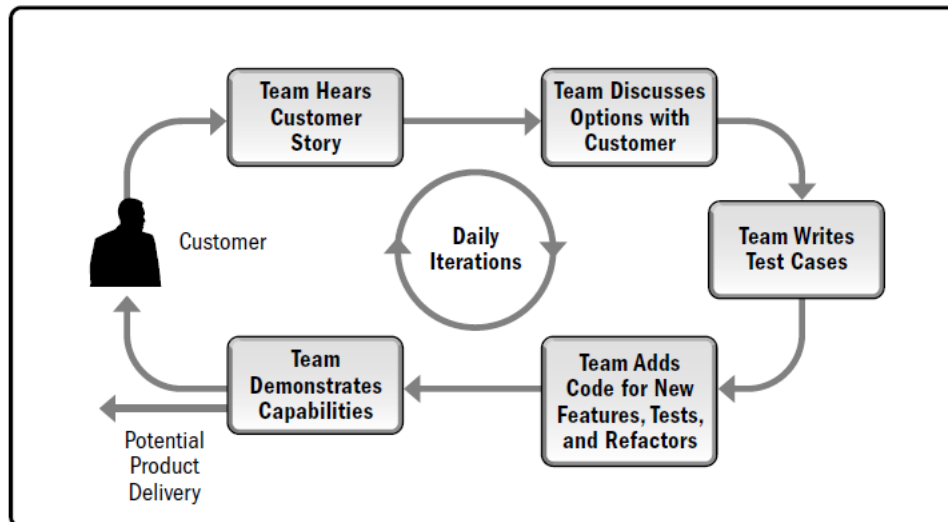 Team Hears
Customer
Story
Team Discusses
Options with
Customer
Customer
Daily
Iterations
Team Writes
Test Cases
Team
Demonstrates
Capabilities
Team Adds
Code for New
Features, Tests,
and Refactors
Potential
Product
Delivery